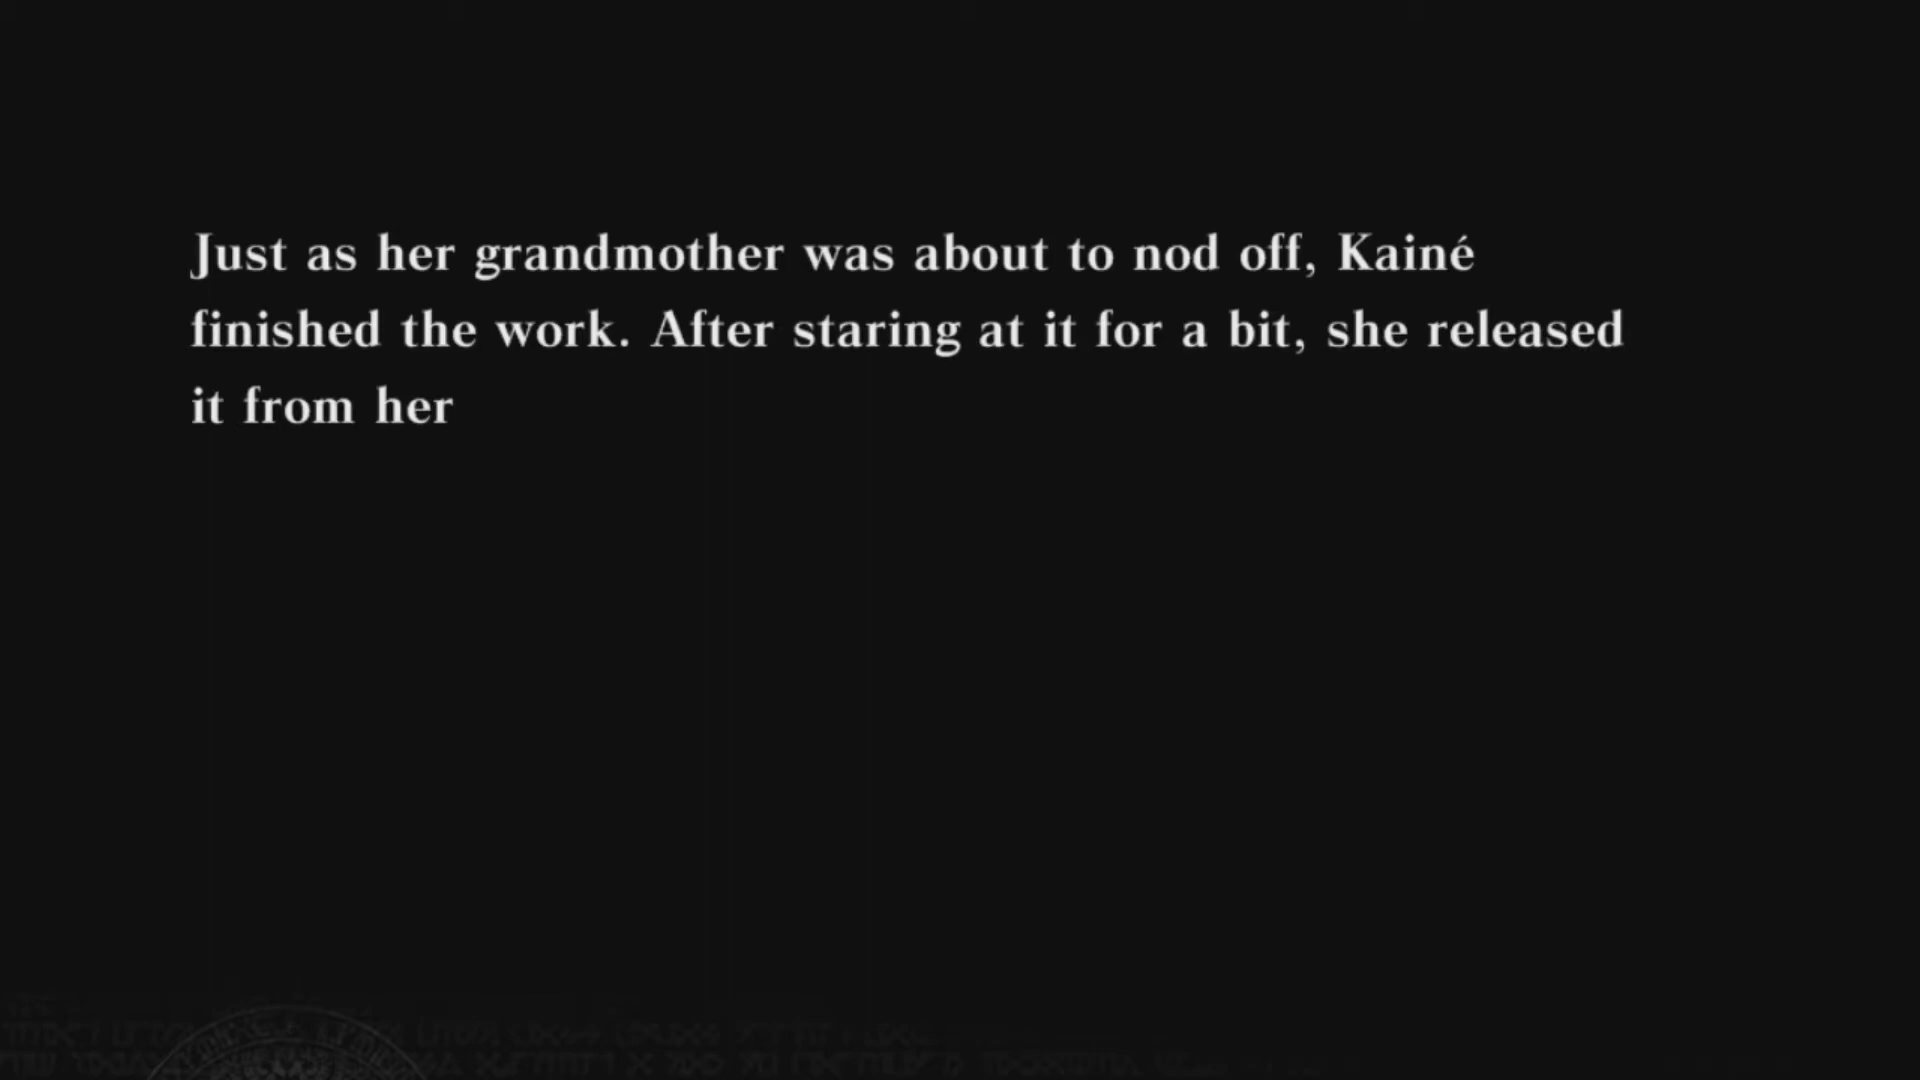 Just as her grandmother was about to nod off, Kainé
finished the work. After staring at it for a bit, she released
it from her